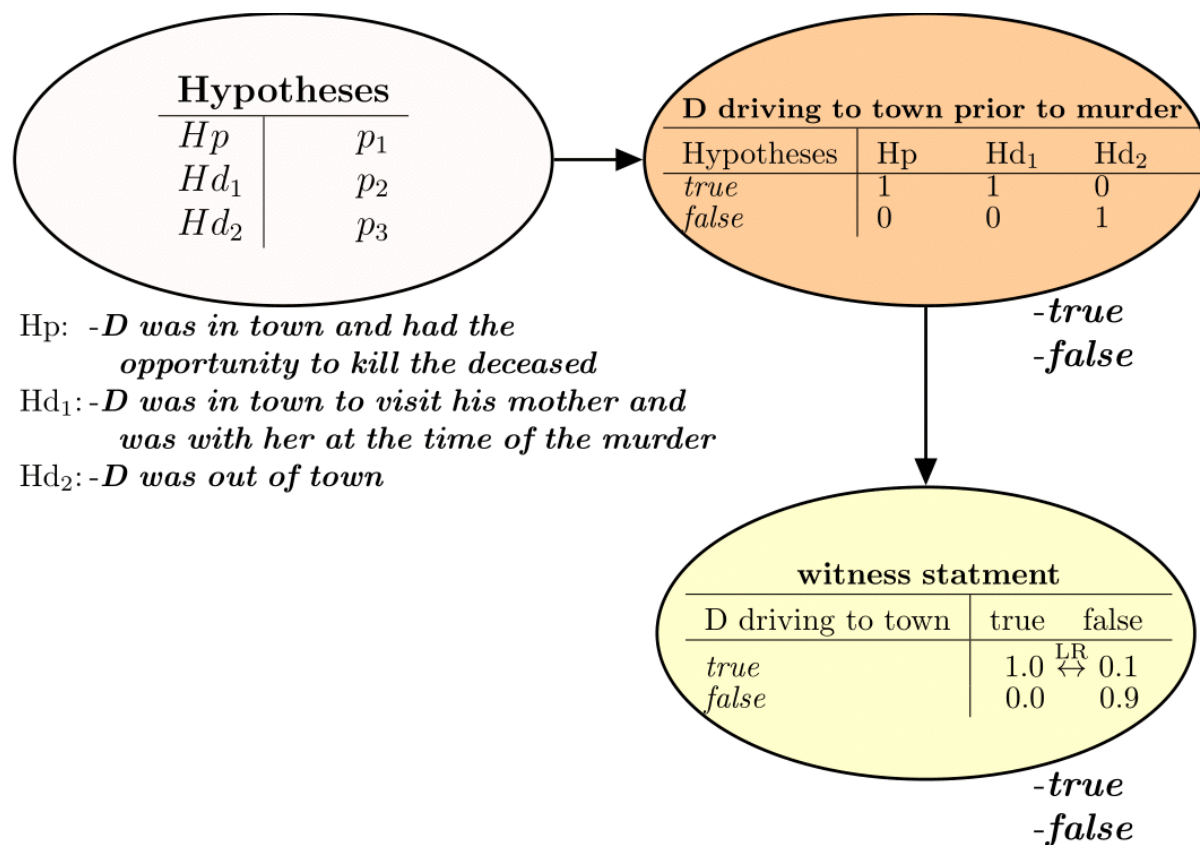 Hypotheses
Hp p₁
Hd₁ p₂
Hd₂ p₃
Hp: -D was in town and had the
opportunity to kill the deceased
Hd₁: -D was in town to visit his mother and
was with her at the time of the murder
Hd₂: -D was out of town
D driving to town prior to murder
Hypotheses Hp Hd₁ Hd₂
true 1 1 0
false 0 0 1
-true
-false
witness statment
D driving to town true false
LR
true 1.0 ↔ 0.1
false 0.0 0.9
-true
-false